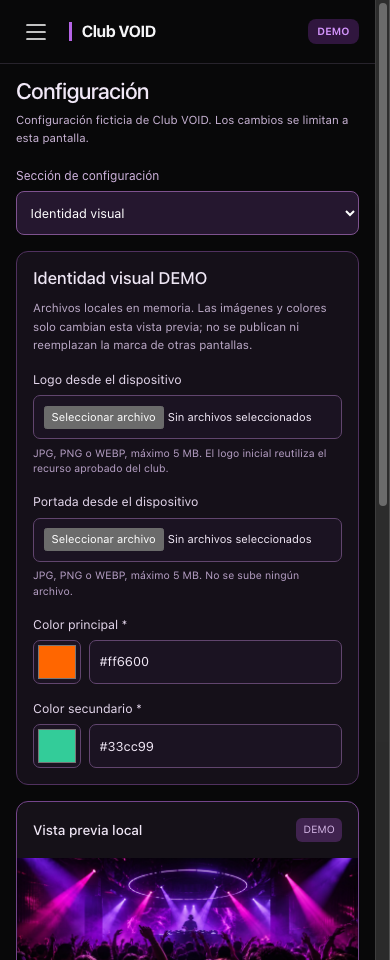 Club VOID
DEMO
Configuración
Configuración ficticia de Club VOID. Los cambios se limitan a
esta pantalla.
Sección de configuración
Identidad visual
Identidad visual DEMO
Archivos locales en memoria. Las imágenes y colores
solo cambian esta vista previa; no se publican ni
reemplazan la marca de otras pantallas.
Logo desde el dispositivo
Seleccionar archivo Sin archivos seleccionados
JPG, PNG o WEBP, máximo 5 MB. El logo inicial reutiliza el
recurso aprobado del club.
Portada desde el dispositivo
Seleccionar archivo Sin archivos seleccionados
JPG, PNG o WEBP, máximo 5 MB. No se sube ningún
archivo.
Color principal *
#ff6600
Color secundario *
#33cc99
Vista previa local
DEMO